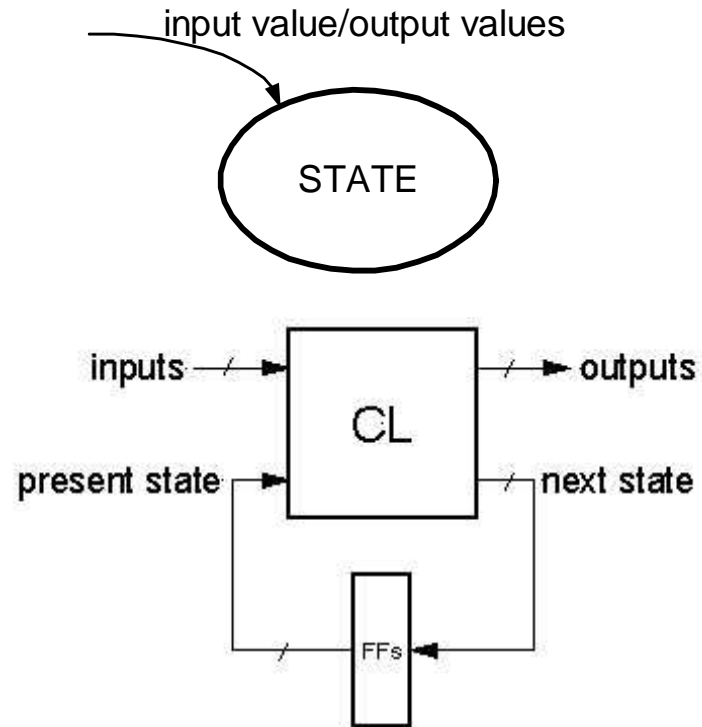 input value/output values
STATE
inputs
outputs
CL
present state
next state
FFs